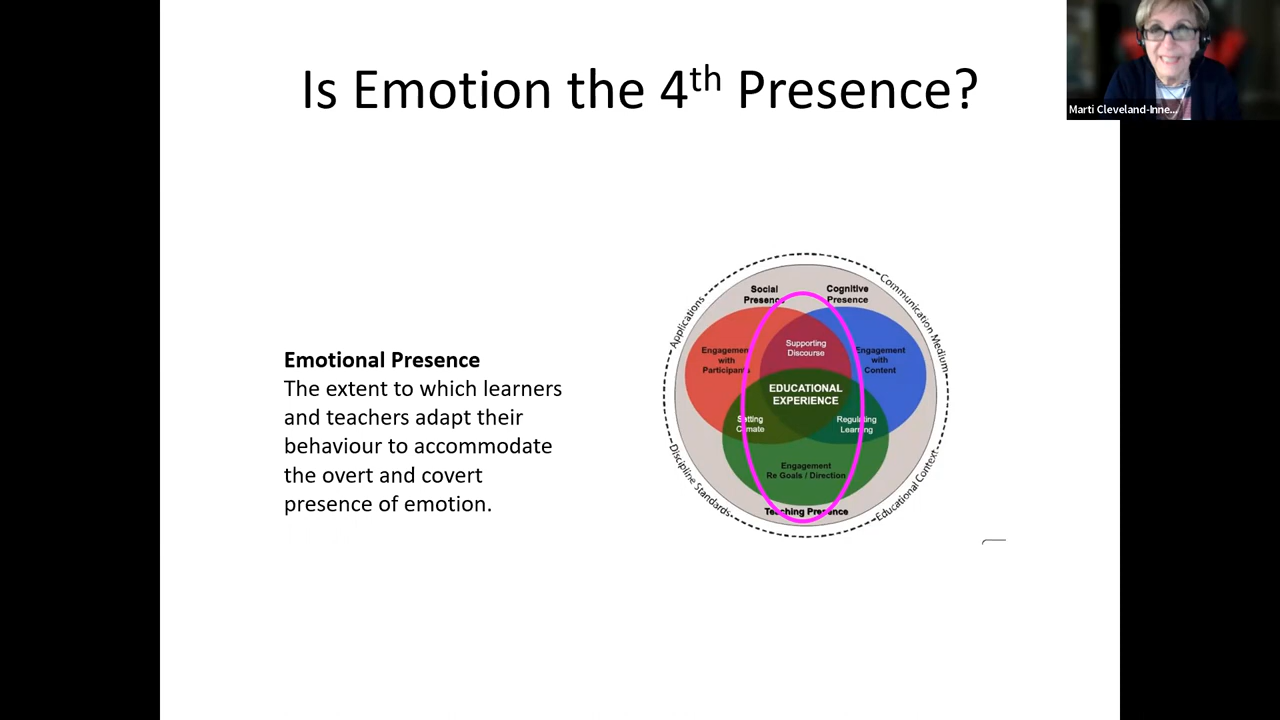 Is Emotion the 4th Presence?
Marti Cleveland-Inne...
Emotional Presence
The extent to which learners
and teachers adapt their
behaviour to accommodate
the overt and covert
presence of emotion.
Social
Presence
Cognitive
Presence
Applications
Communication Medium
Engagement
with
Participants
Supporting
Discourse
Engagement
with
Content
EDUCATIONAL
EXPERIENCE
Setting
Climate
Regulating
Learning
Engagement
Re Goals / Direction
Teaching Presence
Discipline Standards
Educational Context